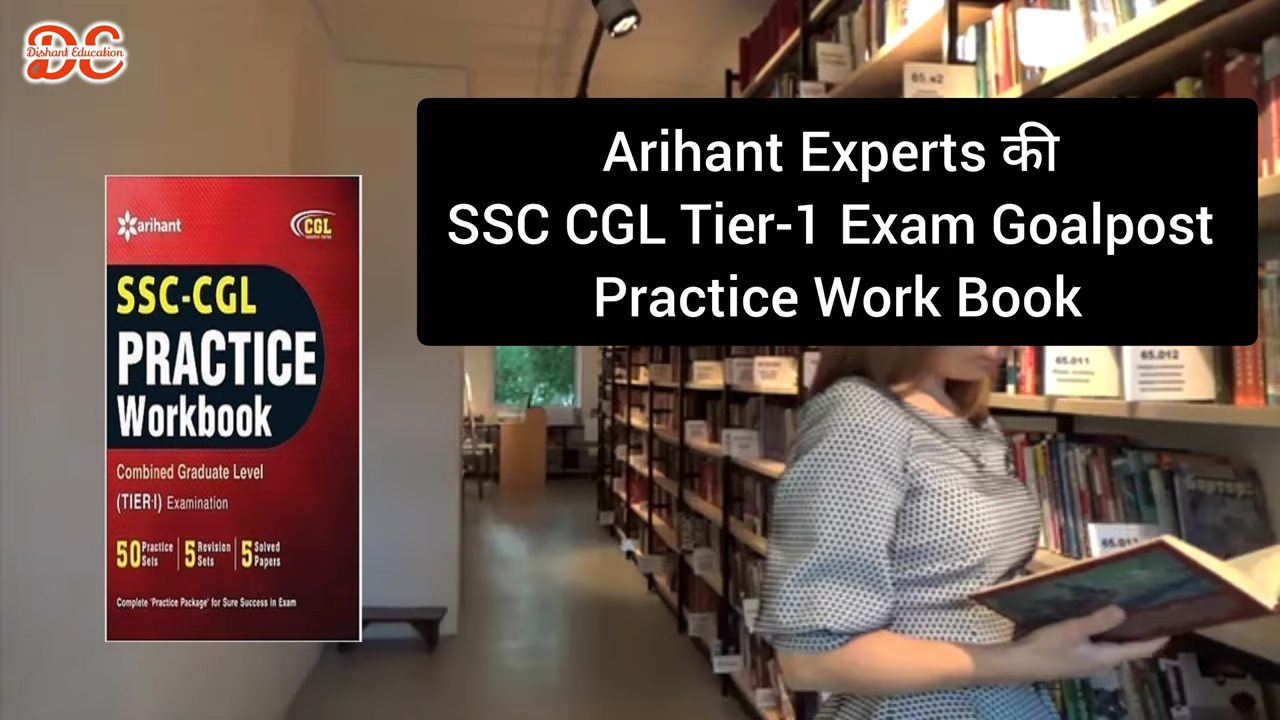 Dishant Education
Arihant Experts की
SSC CGL Tier-1 Exam Goalpost
Practice Work Book
arihant
CGL
SSC-CGL
PRACTICE
Workbook
Combined Graduate Level
(TIER-I) Examination
50 Practice Sets 5 Revision Sets 5 Solved Papers
Complete 'Practice Package' for Sure Success in Exam
65.a2
65.011
65.012